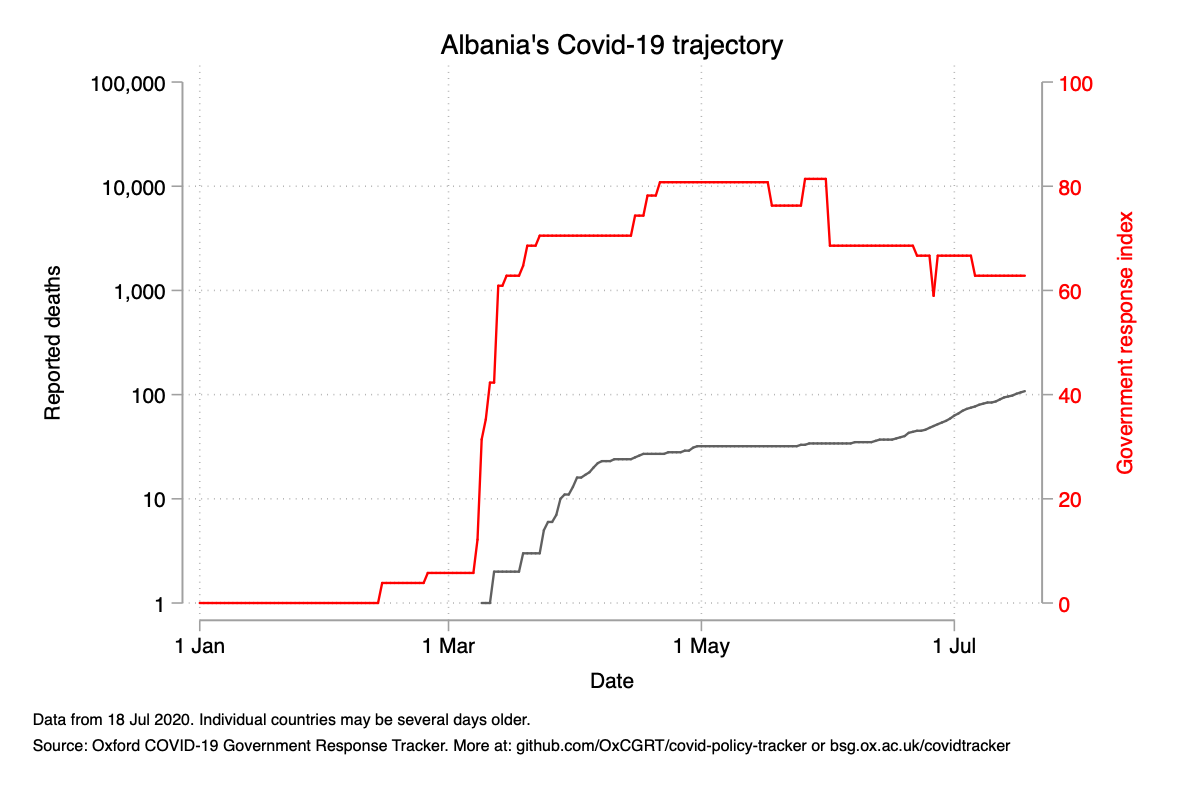 Albania's Covid-19 trajectory
100,000
10,000
1,000
100
10
1
Reported deaths
100
80
60
40
20
0
Government response index
1 Jan
1 Mar
1 May
1 Jul
Date
Data from 18 Jul 2020. Individual countries may be several days older.
Source: Oxford COVID-19 Government Response Tracker. More at: github.com/OxCGRT/covid-policy-tracker or bsg.ox.ac.uk/covidtracker